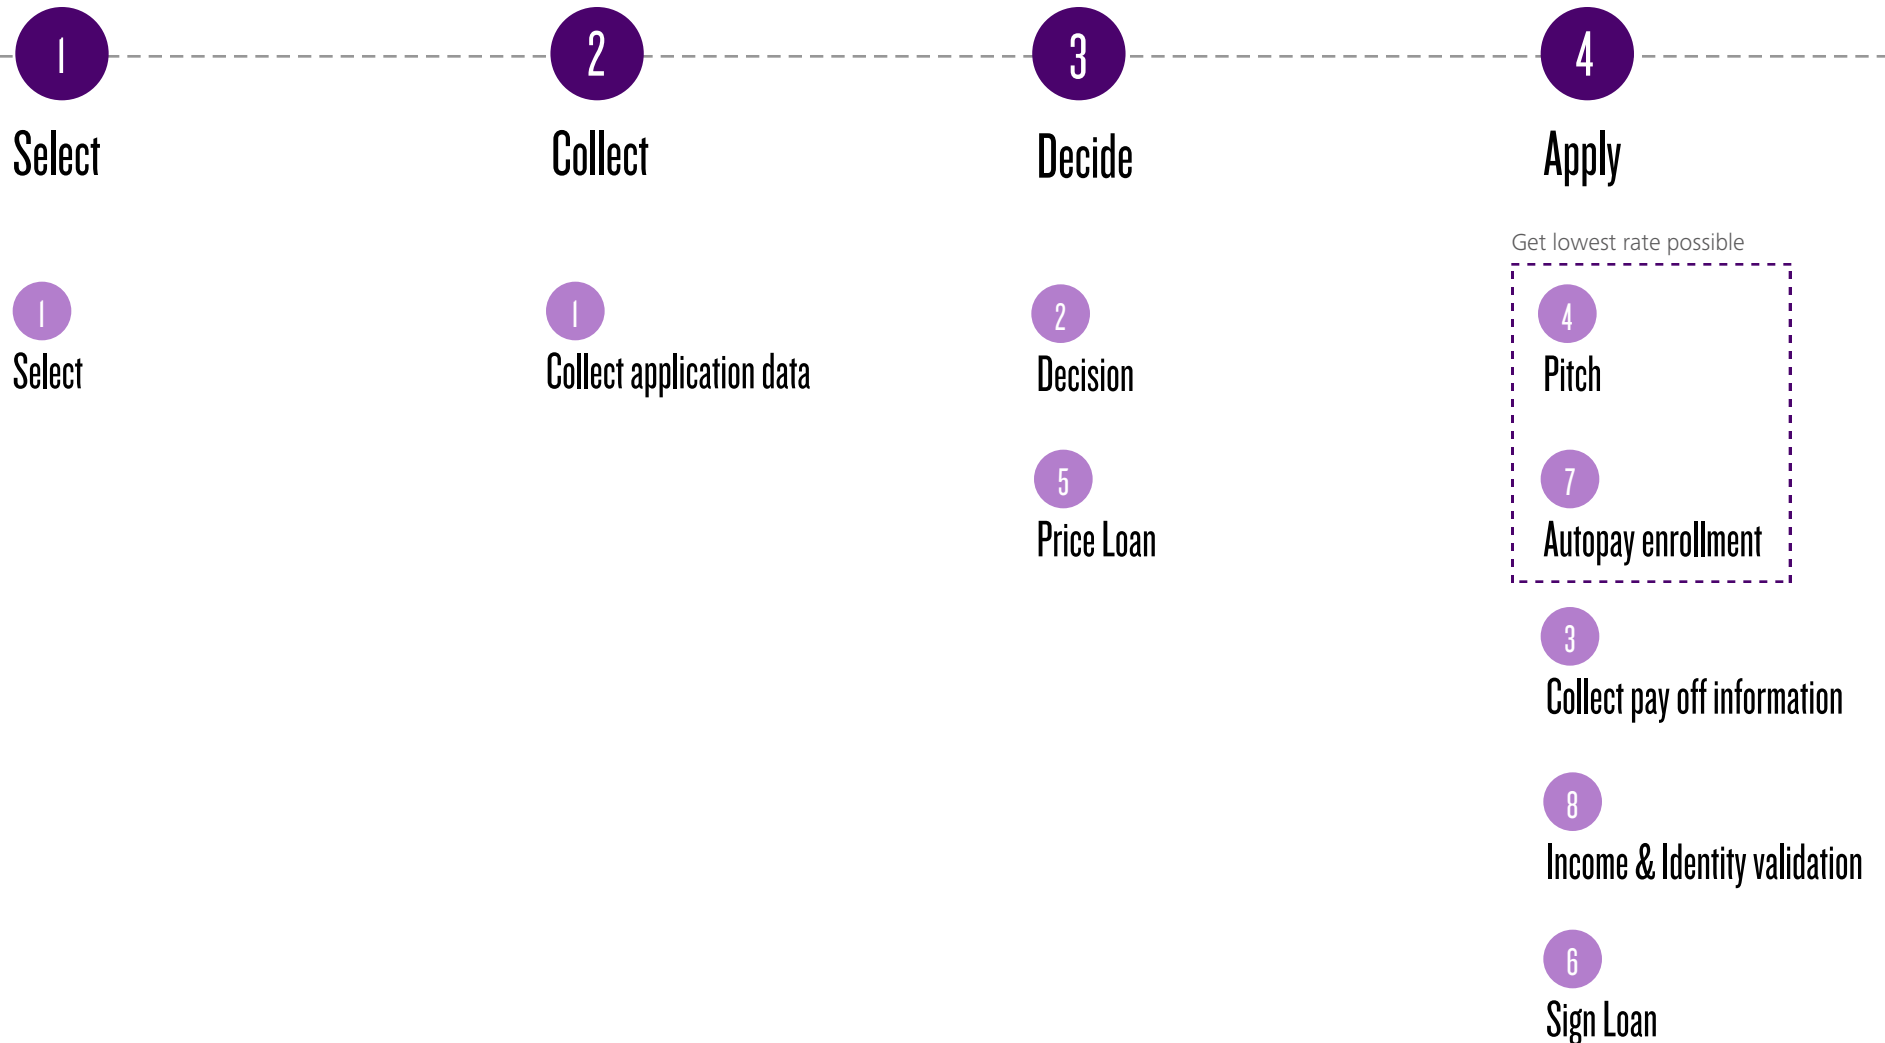 1
Select
2
Collect
3
Decide
4
Apply
1
Select
1
Collect application data
2
Decision
5
Price Loan
Get lowest rate possible
4
Pitch
7
Autopay enrollment
3
Collect pay off information
8
Income & Identity validation
6
Sign Loan